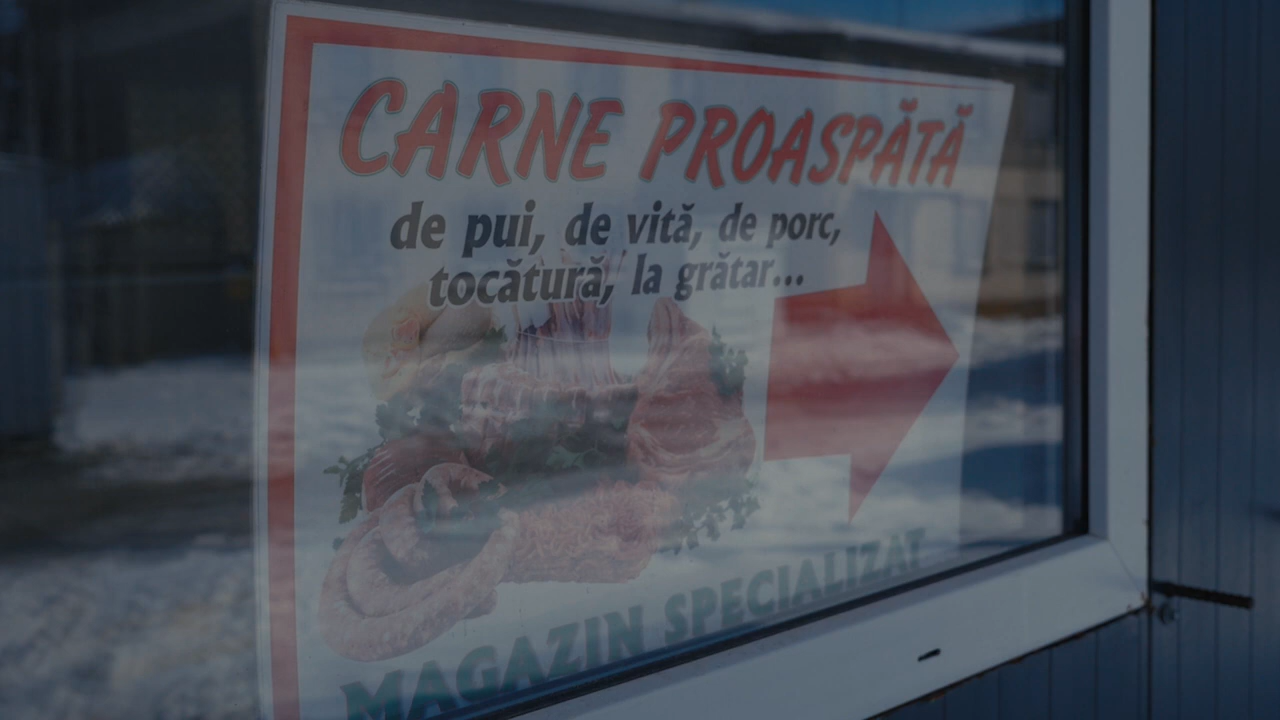 CARNE PROASPĂTĂ
de pui, de vită, de porc,
tocătură, la grătar...
MAGAZIN SPECIALIZAT